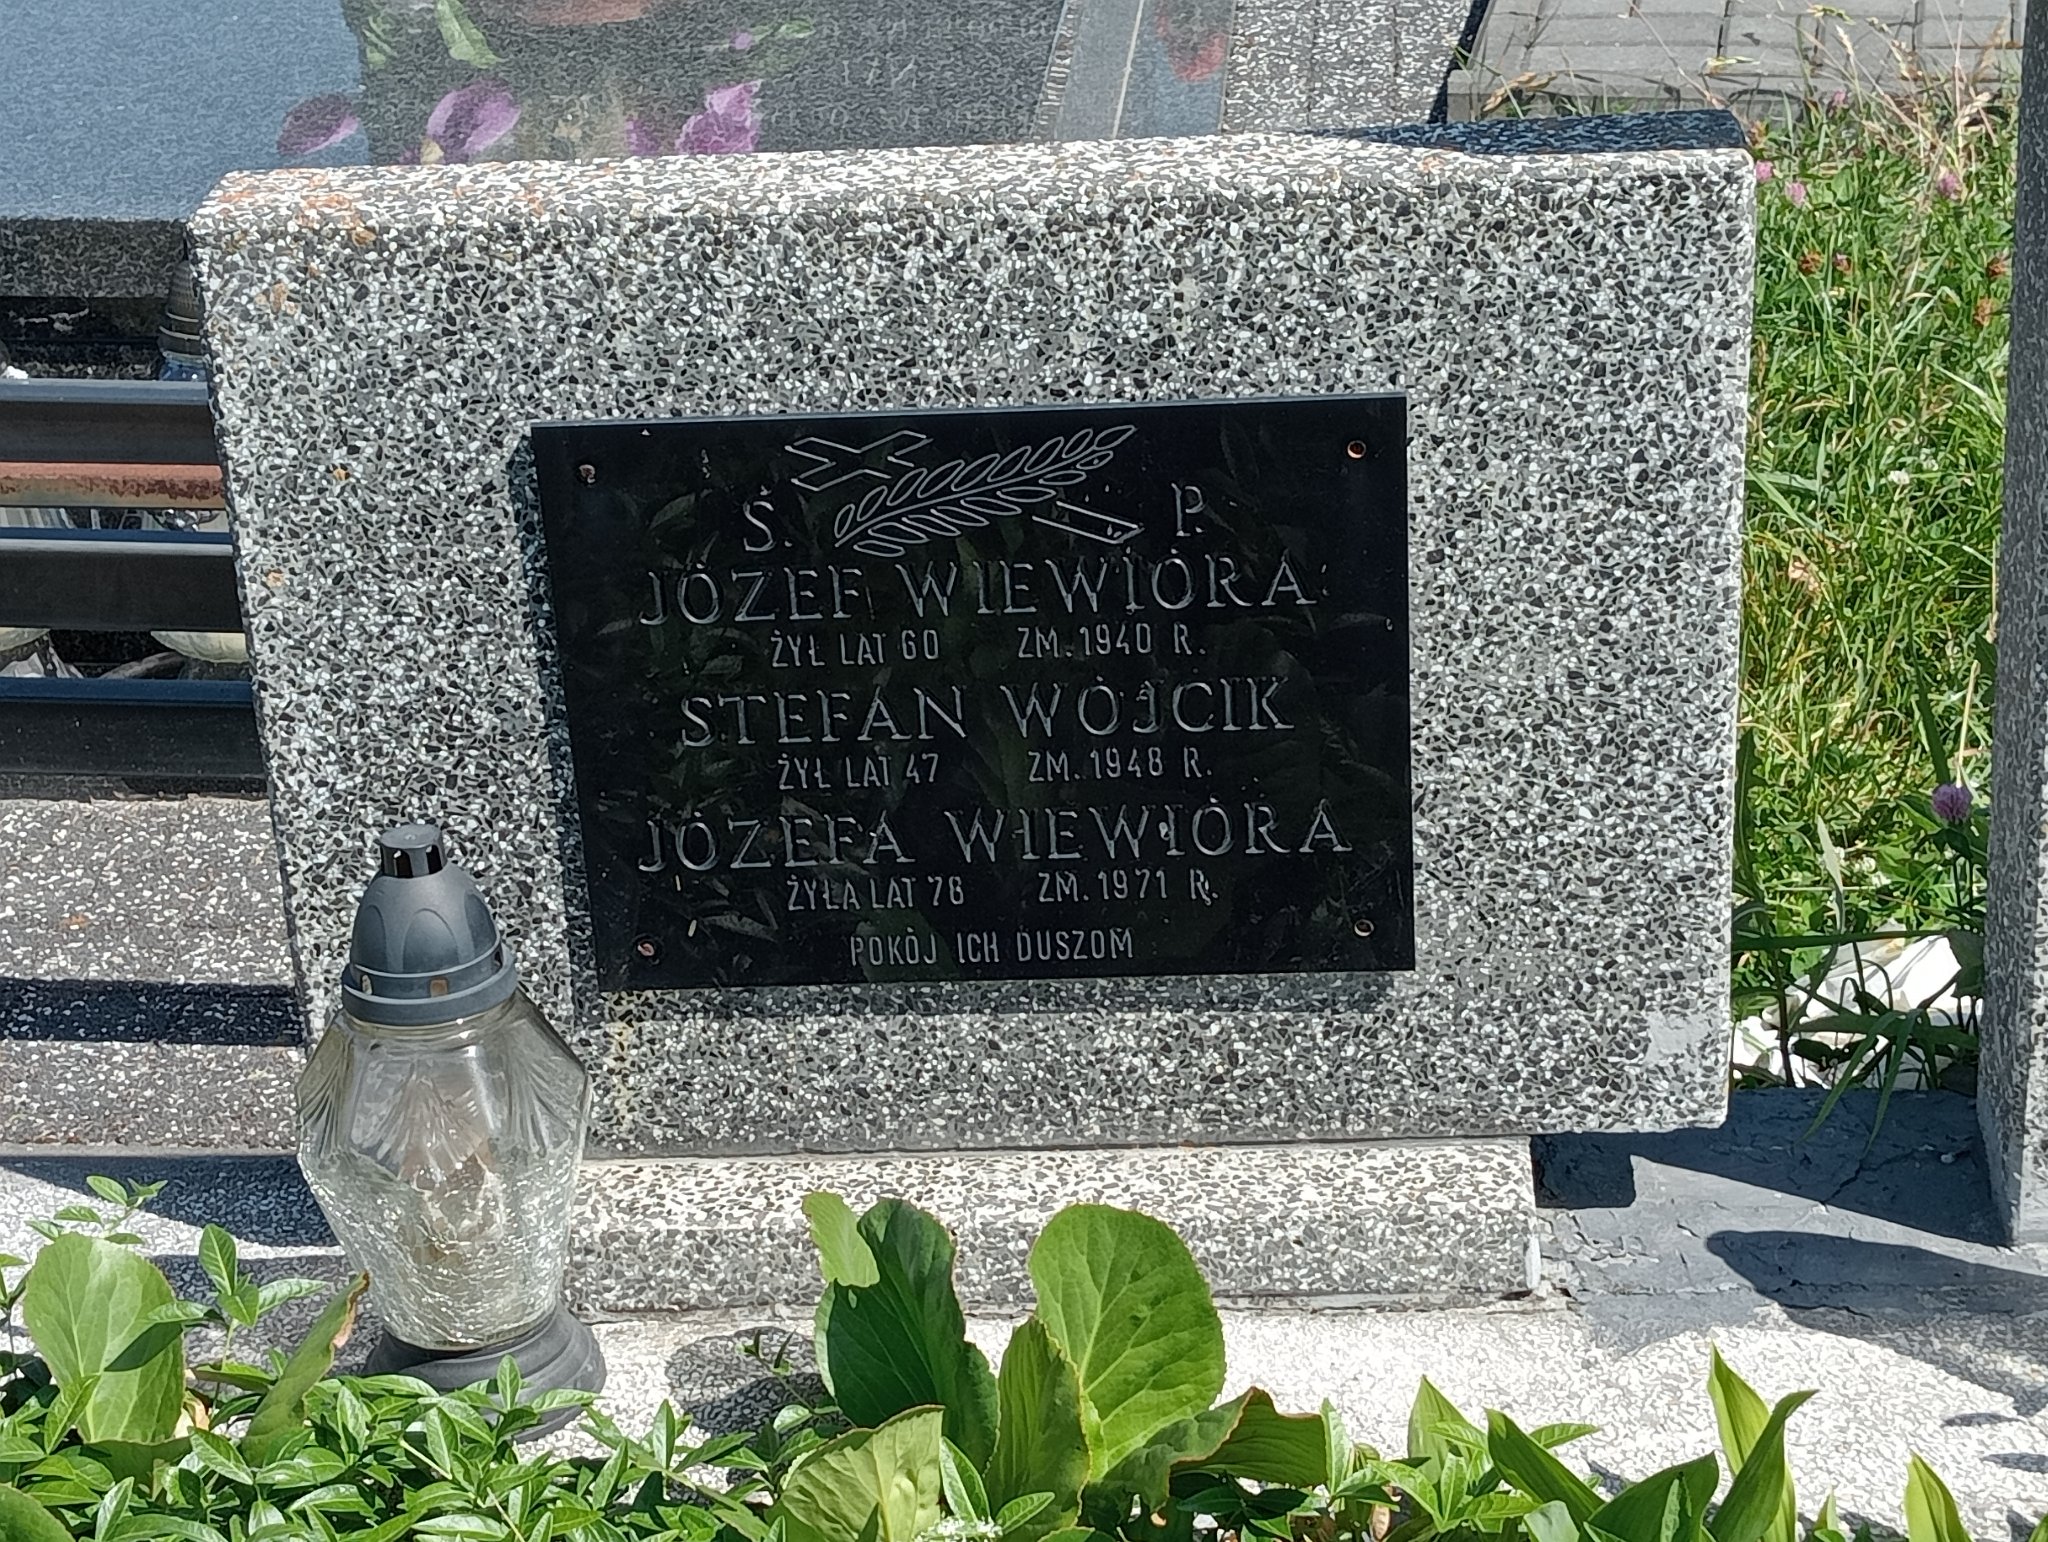 Ś. P.
JÓZEF WIEWIÓRA
ŻYŁ LAT 60 ZM. 1940 R.
STEFAN WÓJCIK
ŻYŁ LAT 47 ZM. 1948 R.
JÓZEFA WIEWIÓRA
ŻYŁA LAT 78 ZM. 1971 R.
POKÓJ ICH DUSZOM